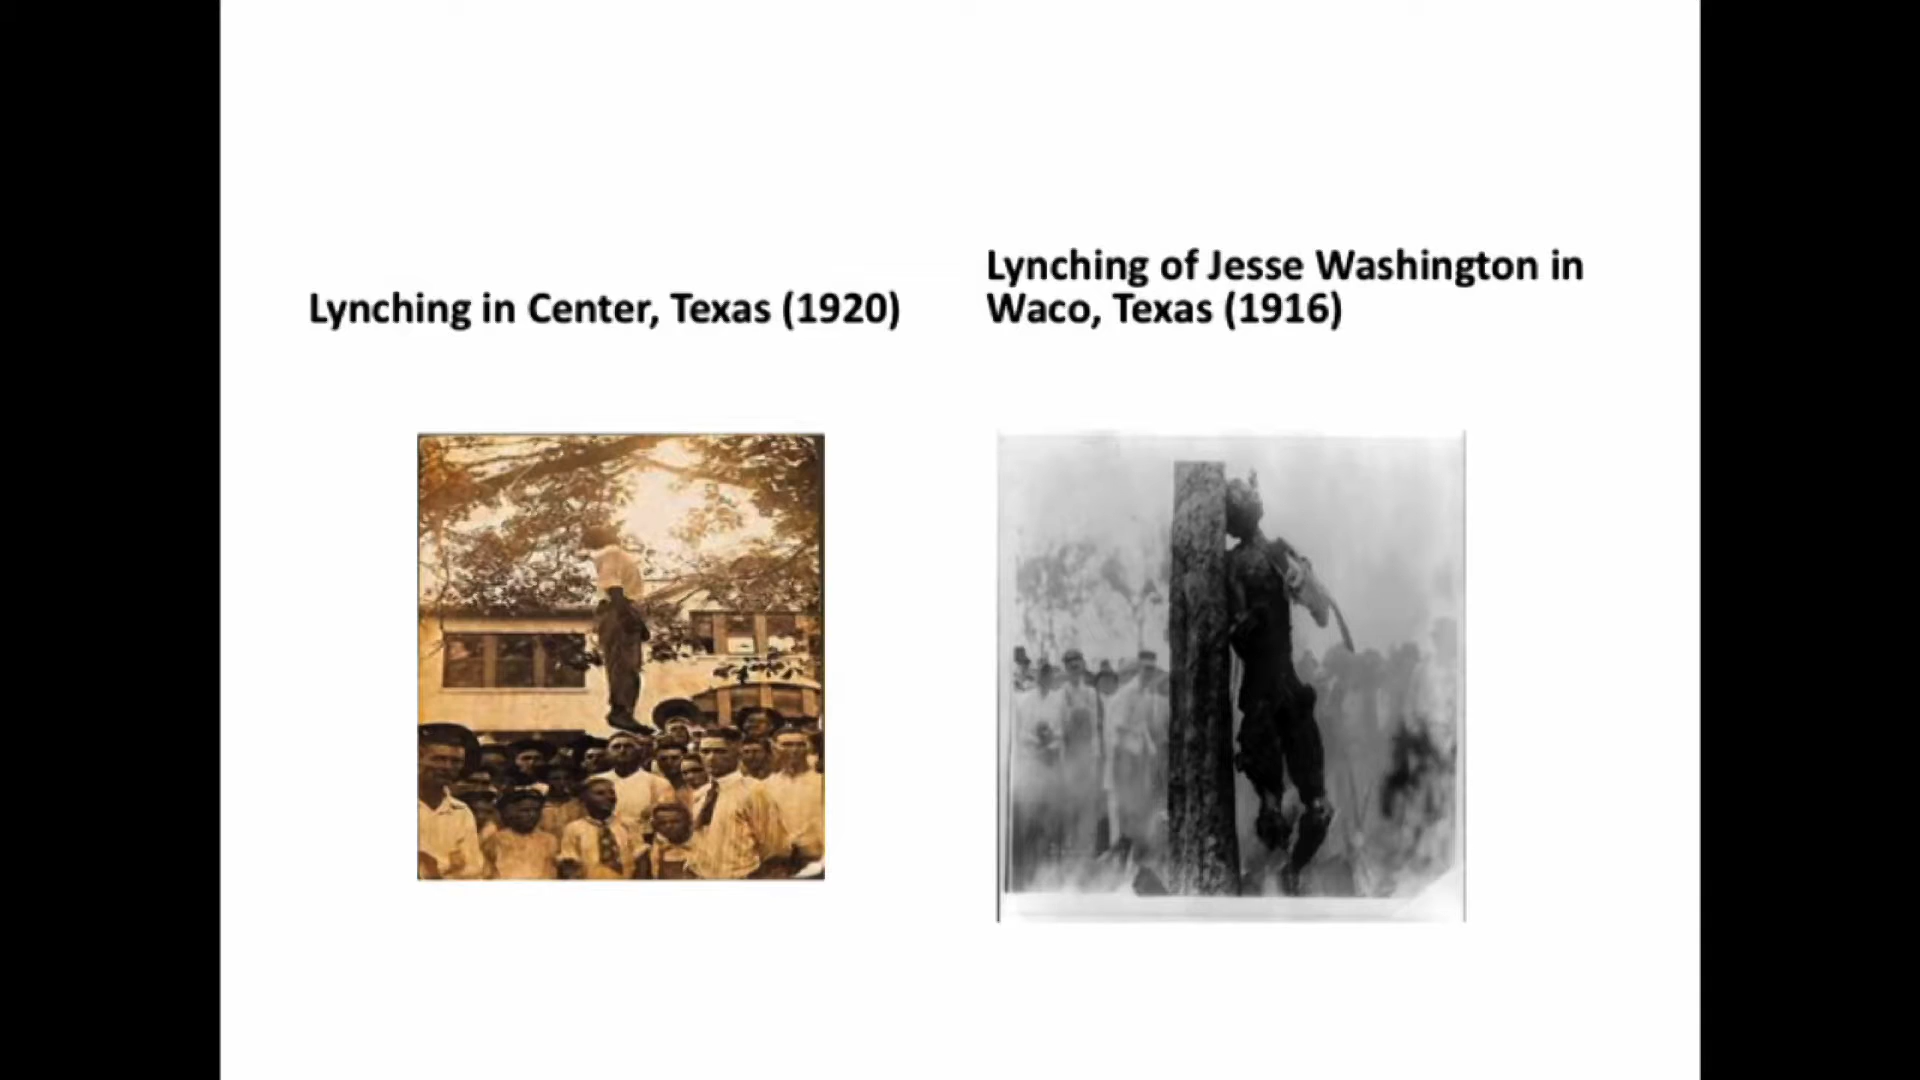 Lynching in Center, Texas (1920)
Lynching of Jesse Washington in
Waco, Texas (1916)